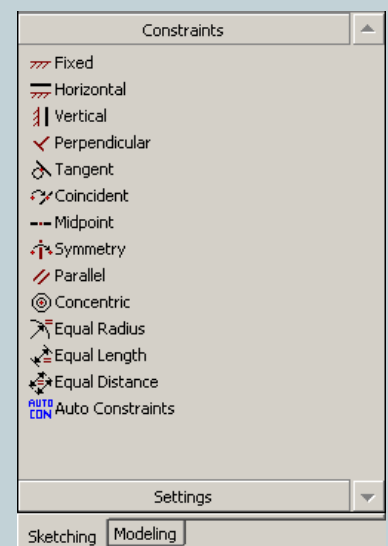 Constraints
Fixed
Horizontal
Vertical
Perpendicular
Tangent
Coincident
Midpoint
Symmetry
Parallel
Concentric
Equal Radius
Equal Length
Equal Distance
AUTO CON Auto Constraints
Settings
Sketching Modeling